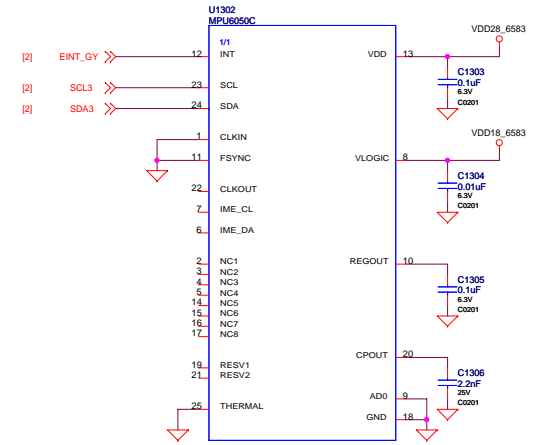 U1302
MPU6050C
1/1
[2] EINT_GY 12 INT VDD 13 VDD28_6583
C1303
0.1uF
6.3V
C0201
[2] SCL3 23 SCL
[2] SDA3 24 SDA
1 CLKIN
11 FSYNC VLOGIC 8 VDD18_6583
C1304
0.01uF
6.3V
C0201
22 CLKOUT
7 IME_CL
6 IME_DA
2 NC1 REGOUT 10
3 NC2
4 NC3
5 NC4
14 NC5
15 NC6
16 NC7
17 NC8
C1305
0.1uF
6.3V
C0201
19 RESV1 CPOUT 20
21 RESV2
C1306
2.2nF
25V
C0201
AD0 9
25 THERMAL GND 18